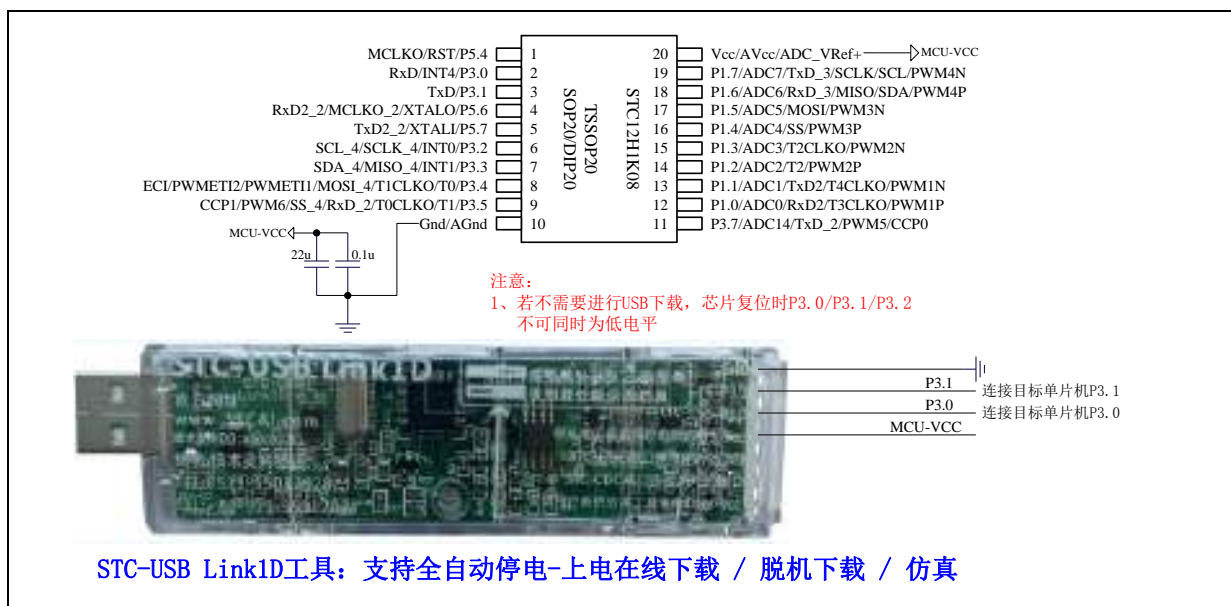 MCLKO/RST/P5.4 1
RxD/INT4/P3.0 2
TxD/P3.1 3
RxD2_2/MCLKO_2/XTALO/P5.6 4
TxD2_2/XTALI/P5.7 5
SCL_4/SCLK_4/INT0/P3.2 6
SDA_4/MISO_4/INT1/P3.3 7
ECI/PWMETI2/PWMETI1/MOSI_4/T1CLKO/T0/P3.4 8
CCP1/PWM6/SS_4/RxD_2/T0CLKO/T1/P3.5 9
Gnd/AGnd 10
STC12H1K08
TSSOP20
SOP20/DIP20
20 Vcc/AVcc/ADC_VRef+ MCU-VCC
19 P1.7/ADC7/TxD_3/SCLK/SCL/PWM4N
18 P1.6/ADC6/RxD_3/MISO/SDA/PWM4P
17 P1.5/ADC5/MOSI/PWM3N
16 P1.4/ADC4/SS/PWM3P
15 P1.3/ADC3/T2CLKO/PWM2N
14 P1.2/ADC2/T2/PWM2P
13 P1.1/ADC1/TxD2/T4CLKO/PWM1N
12 P1.0/ADC0/RxD2/T3CLKO/PWM1P
11 P3.7/ADC14/TxD_2/PWM5/CCP0
MCU-VCC
22u 0.1u
注意:
1、若不需要进行USB下载, 芯片复位时P3.0/P3.1/P3.2
不可同时为低电平
STC-USB Link1D
P3.1 连接目标单片机P3.1
P3.0 连接目标单片机P3.0
MCU-VCC
STC-USB Link1D工具: 支持全自动停电-上电在线下载 / 脱机下载 / 仿真